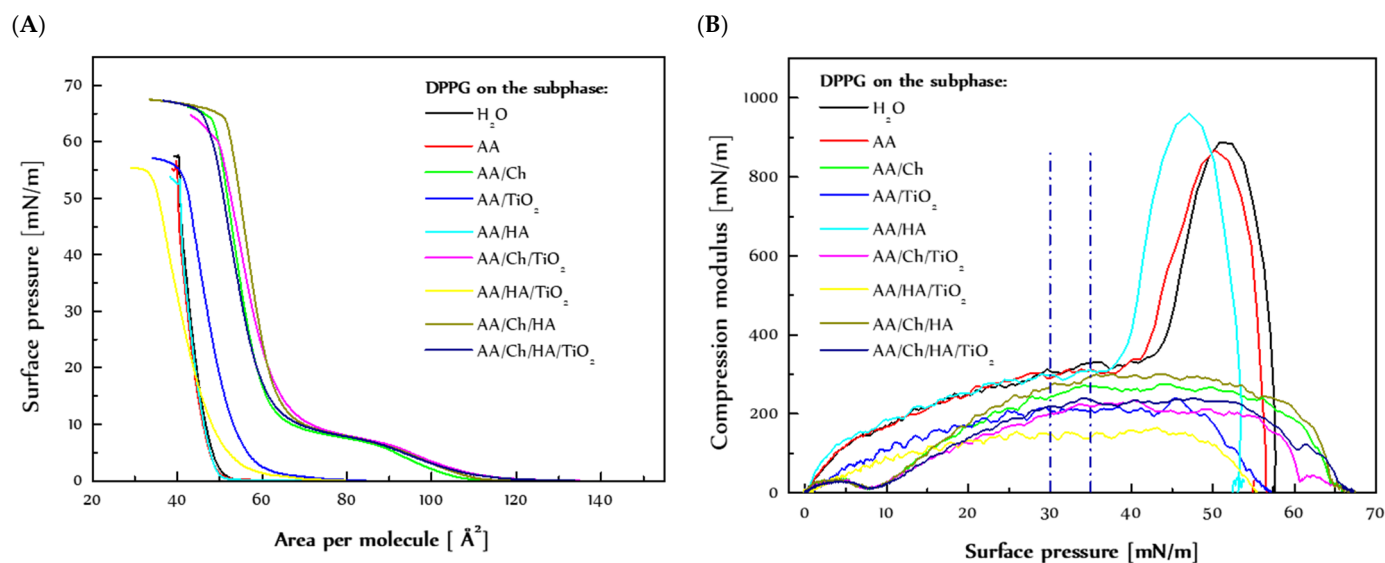 (A)
(B)
70
60
50
40
30
20
10
0
Surface pressure [mN/m]
DPPG on the subphase:
H₂O
AA
AA/Ch
AA/TiO₂
AA/HA
AA/Ch/TiO₂
AA/HA/TiO₂
AA/Ch/HA
AA/Ch/HA/TiO₂
20 40 60 80 100 120 140
Area per molecule [ Å²]
1000
800
600
400
200
0
Compression modulus [mN/m]
DPPG on the subphase:
H₂O
AA
AA/Ch
AA/TiO₂
AA/HA
AA/Ch/TiO₂
AA/HA/TiO₂
AA/Ch/HA
AA/Ch/HA/TiO₂
0 10 20 30 40 50 60 70
Surface pressure [mN/m]